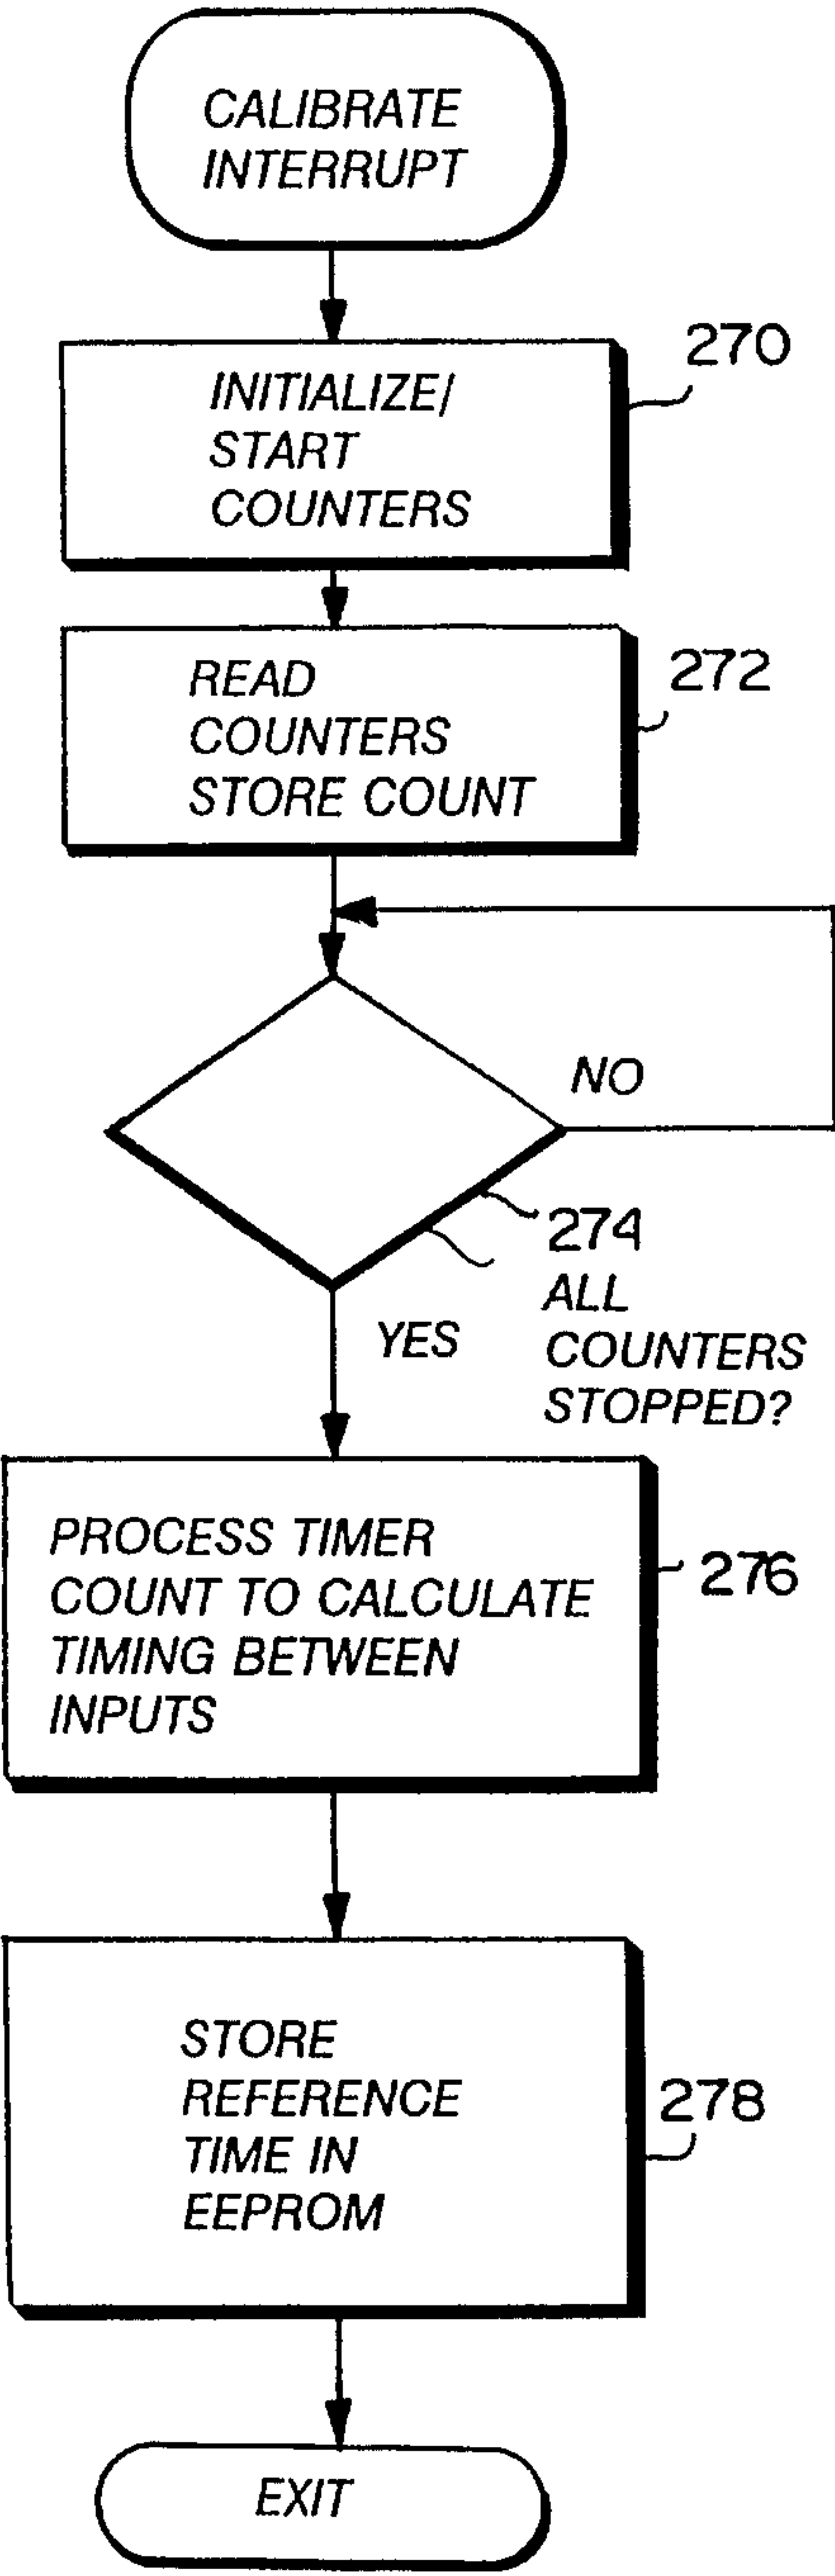 CALIBRATE
INTERRUPT
270
INITIALIZE/
START
COUNTERS
272
READ
COUNTERS
STORE COUNT
NO
274
ALL
COUNTERS
STOPPED?
YES
PROCESS TIMER
COUNT TO CALCULATE
TIMING BETWEEN
INPUTS
276
STORE
REFERENCE
TIME IN
EEPROM
278
EXIT